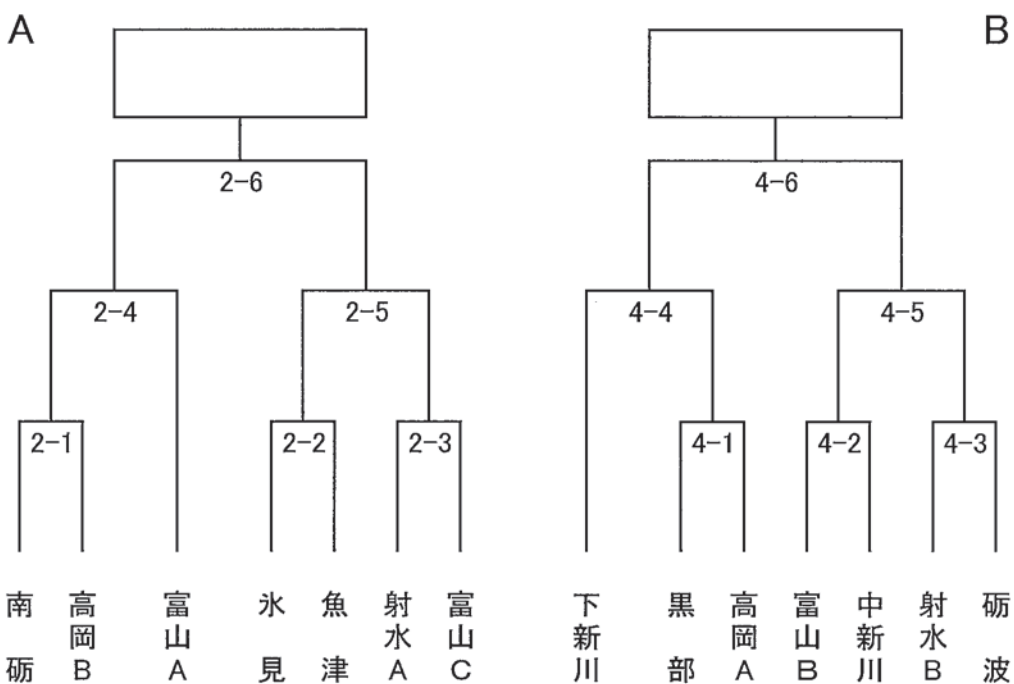 A
B
2-6
4-6
2-4
2-5
4-4
4-5
2-1
2-2
2-3
4-1
4-2
4-3
南砺
高岡B
富山A
氷見
魚津
射水A
富山C
下新川
黒部
高岡A
富山B
中新川
射水B
砺波